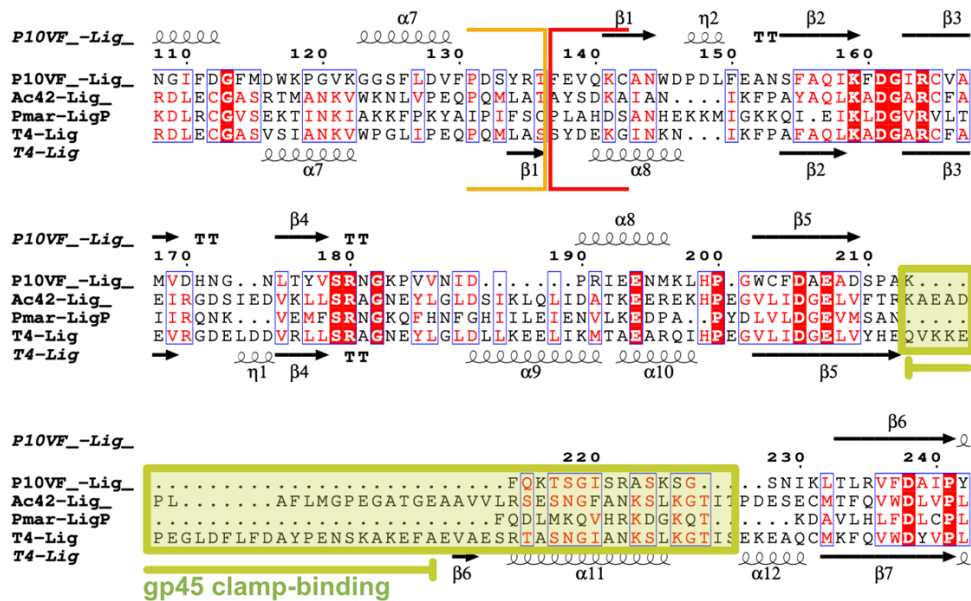 P10VF_-Lig_ α7 α7 β1 η2 TT β2 β3
110 120 130 140 150 160
P10VF_-Lig_ NGIFDGFMDWKPGVKGGSFLDVFPDSYRTFEVQKCANWDPDLFEANSFAQIKFDGIRCVA
Ac42-Lig_ RDLECGASRTMANKVWKNLVPEQPQMLATAYSDKAIAN....IKFPAYAQLKADGARCFA
Pmar-LigP KDLRCGVSEKTINKIAKKFPKYAIPIFSCPLAHDSANHEKKMIGKKQI.EIKLDGVRVLT
T4-Lig RDLECGASVSIANKVWPGLIPEQPQMLASSYDEKGINKN...IKFPAFAQLKADGARCFA
T4-Lig α7 β1 α8 β2 β3
P10VF_-Lig_ TT β4 TT α8 β5
170 180 190 200 210
P10VF_-Lig_ MVDHNG..NLTYVSRNGKPVVNID.......PRIEENMKLHP.GWCFDAEADSPAK....
Ac42-Lig_ EIRGDSIEDVKLLSRAGNEYLGLDSIKLQLIDATKEEREKHPEGVLIDGELVFTRKAEAD
Pmar-LigP IIRQNK...VEMFSRNGKQFHNFGHIILEIENVLKEDPA..PYDLVLDGEVMSAN.....
T4-Lig EVRGDELDDVRLLSRAGNEYLGLDLLKEELIKMTAEARQIHPEGVLIDGELVYHEQVKKE
T4-Lig η1 β4 TT α9 α10 β5
P10VF_-Lig_ β6
220 230 240
P10VF_-Lig_ ..........................FQKTSGISRASKSG.....SNIKLTLRVFDAIPY
Ac42-Lig_ PL.......AFLMGPEGATGEAAVVLRSESNGFANKSLKGTITPDESECMTFQVWDLVPL
Pmar-LigP .........................FQDLMKQVHRKDGKQT......KDAVLHLFDLCPL
T4-Lig PEGLDFLFDAYPENSKAKEFAEVAESRTASNGIANKSLKGTISEKEAQCMKFQVWDYVPL
T4-Lig β6 α11 α12 β7
gp45 clamp-binding